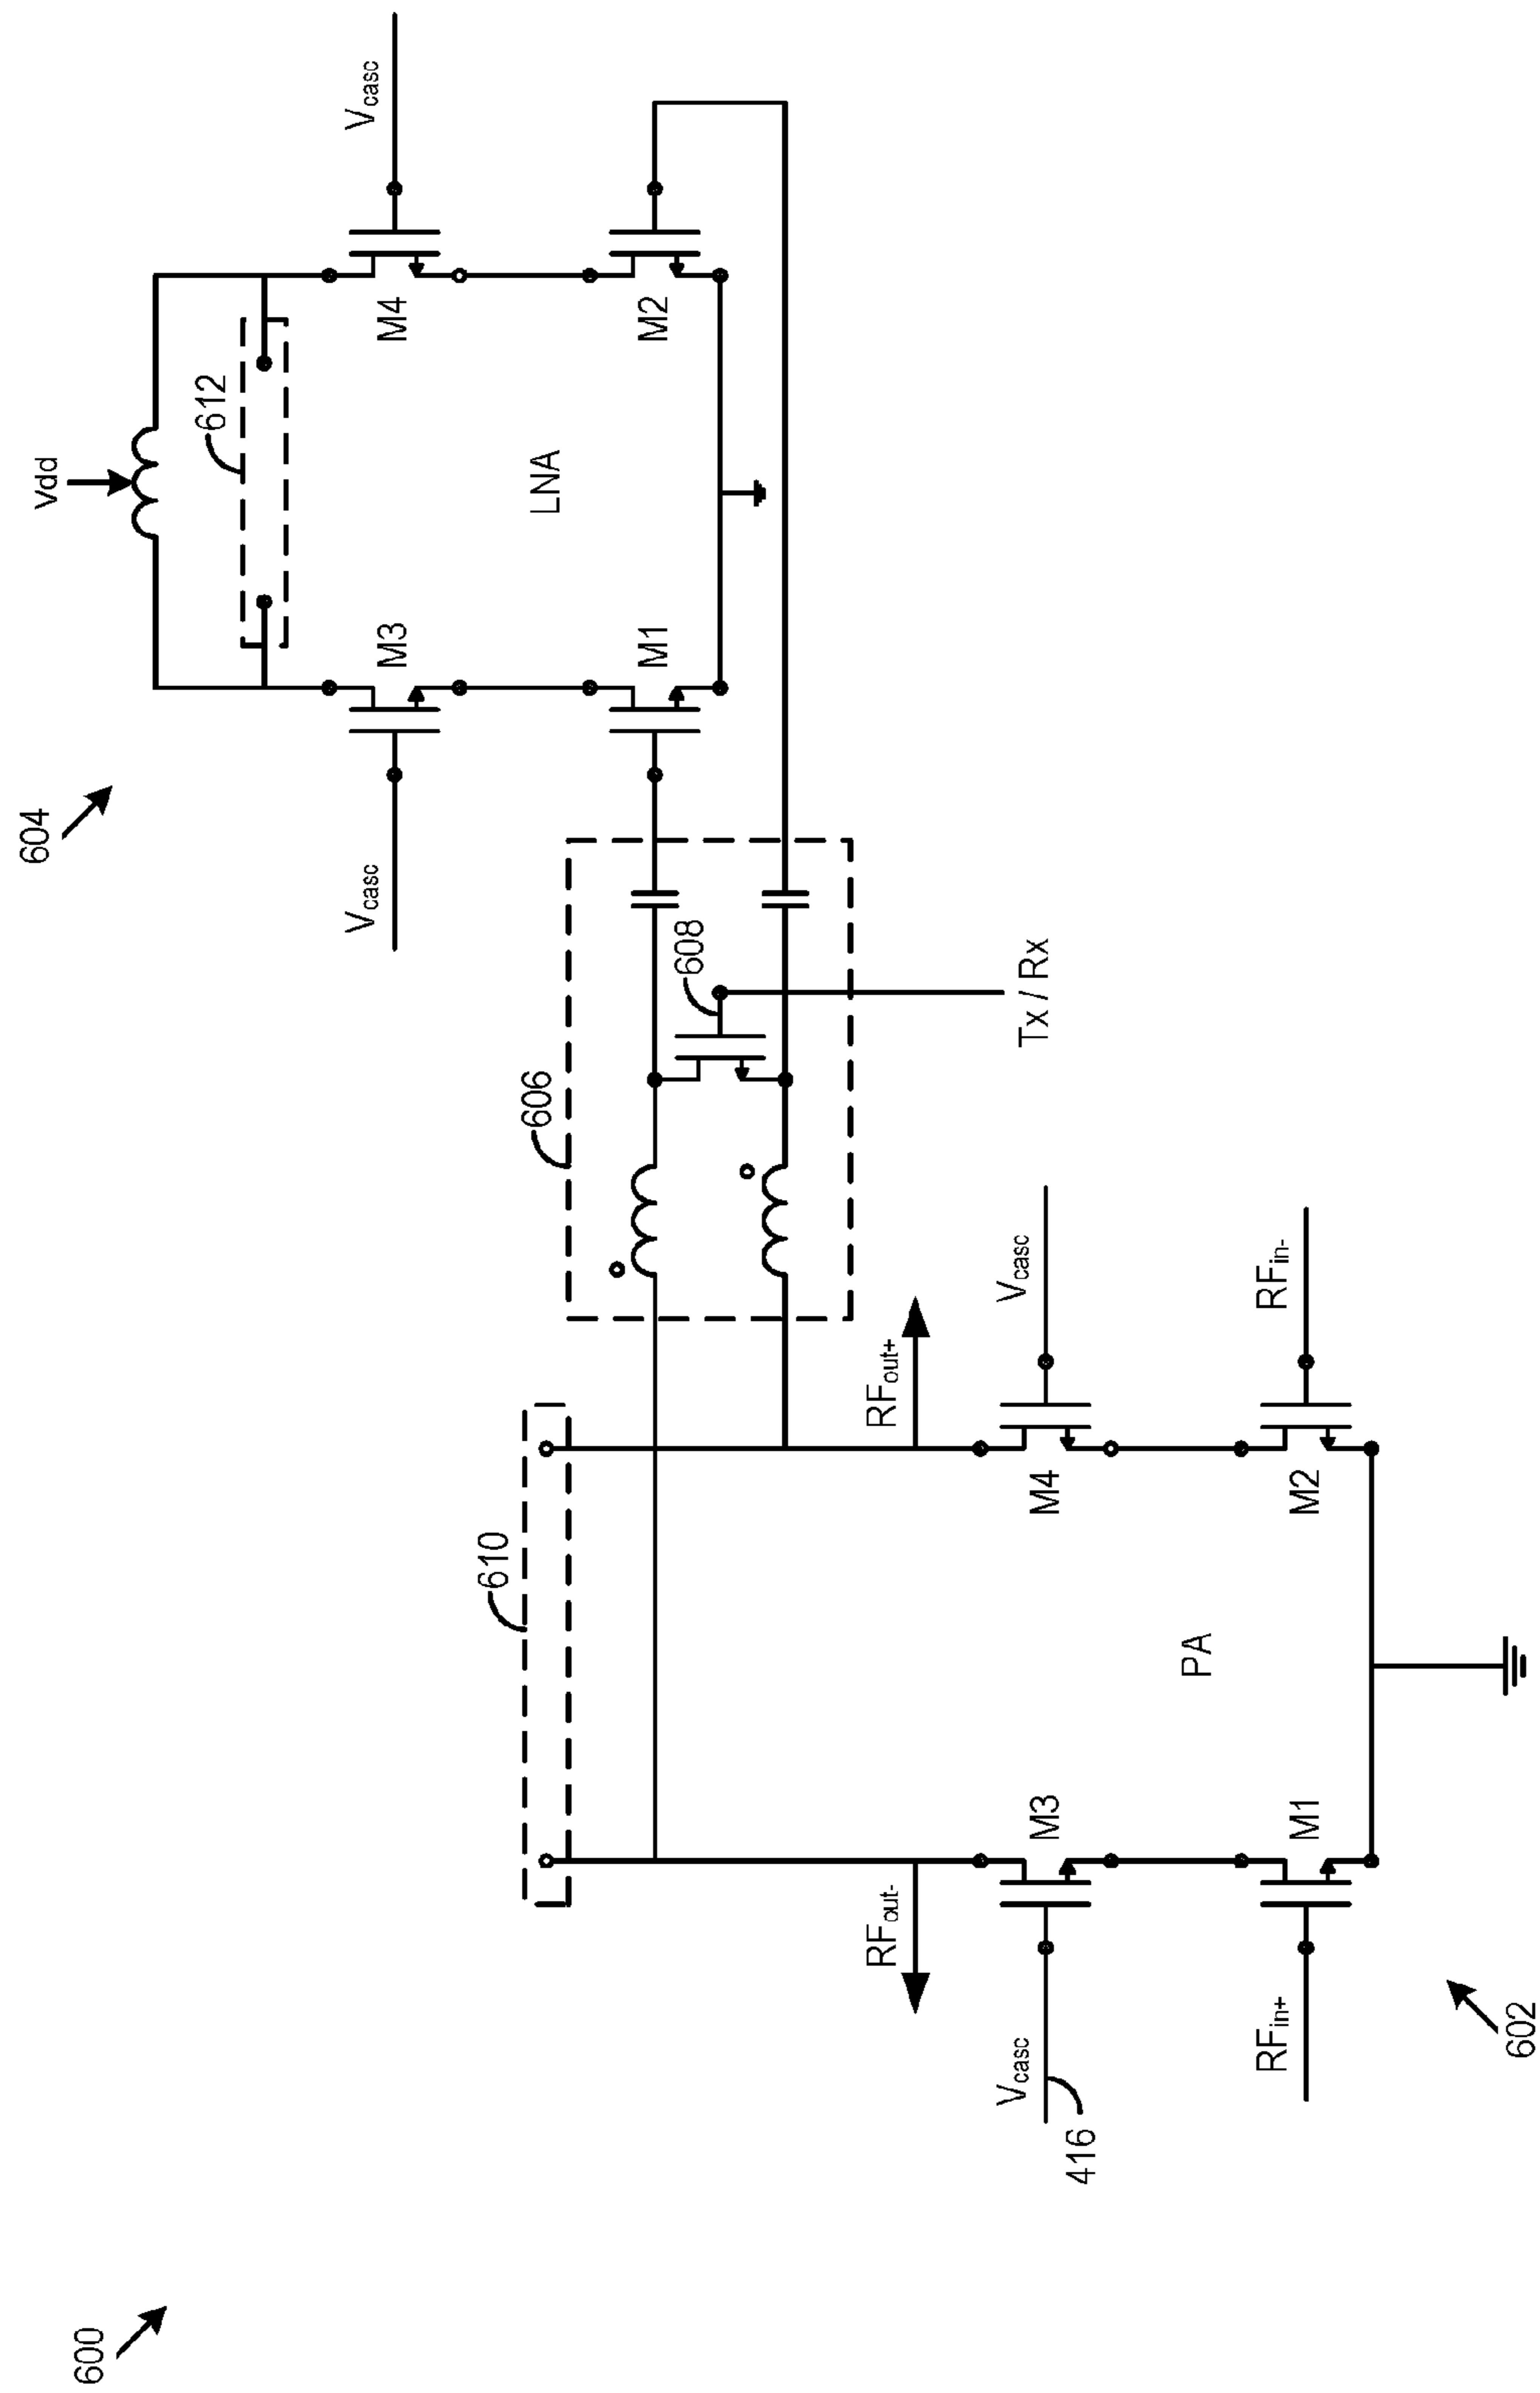 600
604
Vdd
612
Vcasc
Vcasc
M3
M4
LNA
M1
M2
606
608
Tx / Rx
610
RFout-
RFout+
Vcasc
416
M3
M4
Vcasc
PA
RFin+
M1
M2
RFin-
602